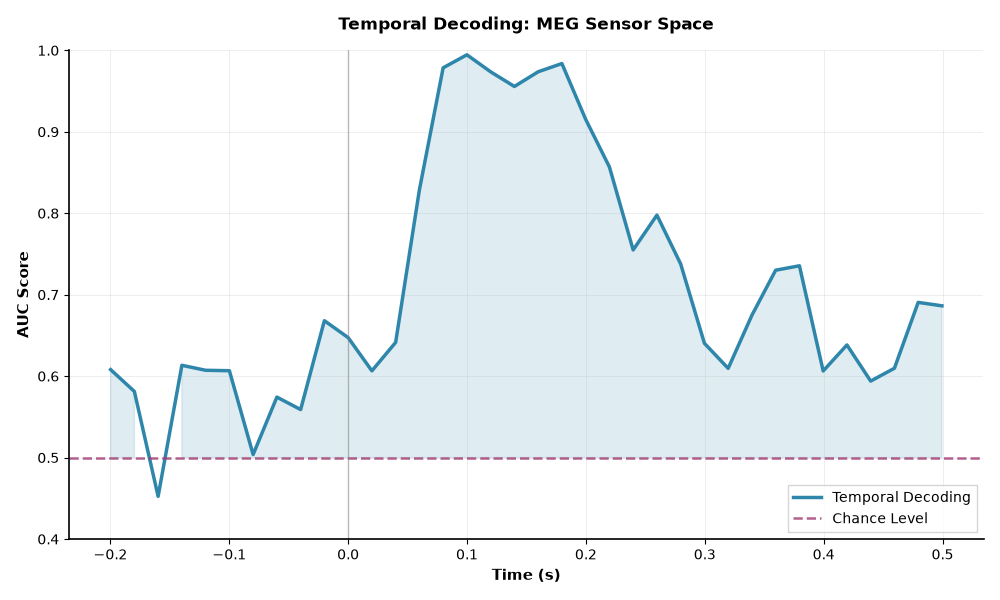 Temporal Decoding: MEG Sensor Space
AUC Score
1.0
0.9
0.8
0.7
0.6
0.5
0.4
Temporal Decoding
Chance Level
−0.2 −0.1 0.0 0.1 0.2 0.3 0.4 0.5
Time (s)